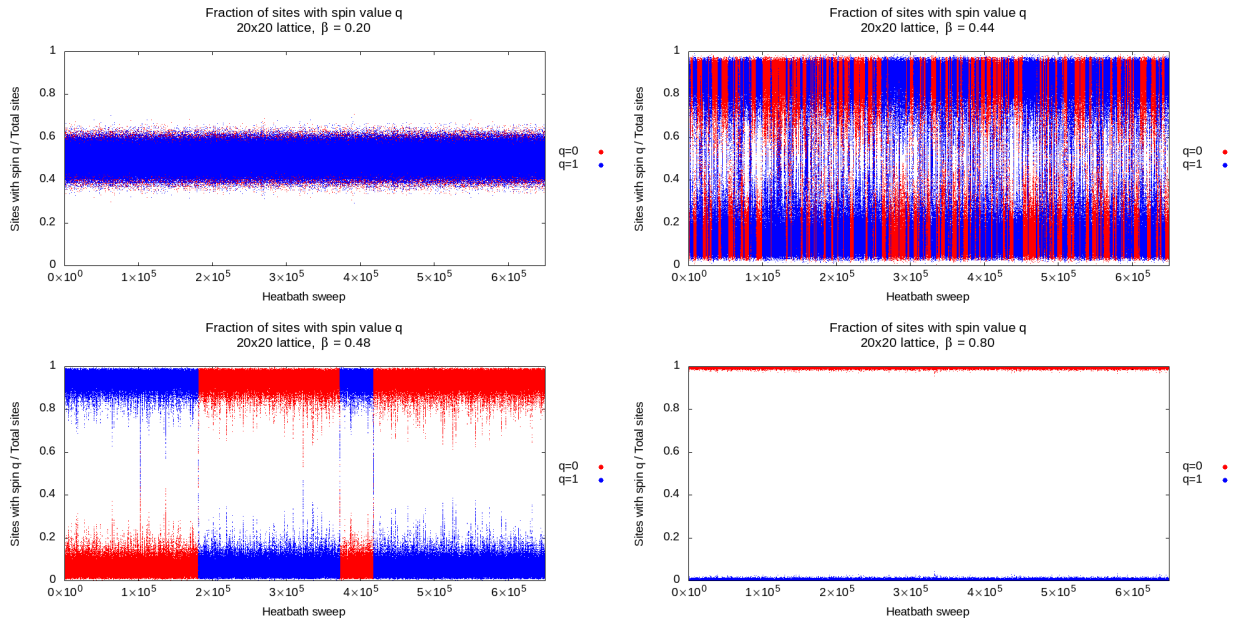 Fraction of sites with spin value q
20x20 lattice, β = 0.20
Sites with spin q / Total sites
1
0.8
0.6
0.4
0.2
0
0×10⁰ 1×10⁵ 2×10⁵ 3×10⁵ 4×10⁵ 5×10⁵ 6×10⁵
Heatbath sweep
q=0
q=1
Fraction of sites with spin value q
20x20 lattice, β = 0.44
Sites with spin q / Total sites
1
0.8
0.6
0.4
0.2
0
0×10⁰ 1×10⁵ 2×10⁵ 3×10⁵ 4×10⁵ 5×10⁵ 6×10⁵
Heatbath sweep
q=0
q=1
Fraction of sites with spin value q
20x20 lattice, β = 0.48
Sites with spin q / Total sites
1
0.8
0.6
0.4
0.2
0
0×10⁰ 1×10⁵ 2×10⁵ 3×10⁵ 4×10⁵ 5×10⁵ 6×10⁵
Heatbath sweep
q=0
q=1
Fraction of sites with spin value q
20x20 lattice, β = 0.80
Sites with spin q / Total sites
1
0.8
0.6
0.4
0.2
0
0×10⁰ 1×10⁵ 2×10⁵ 3×10⁵ 4×10⁵ 5×10⁵ 6×10⁵
Heatbath sweep
q=0
q=1